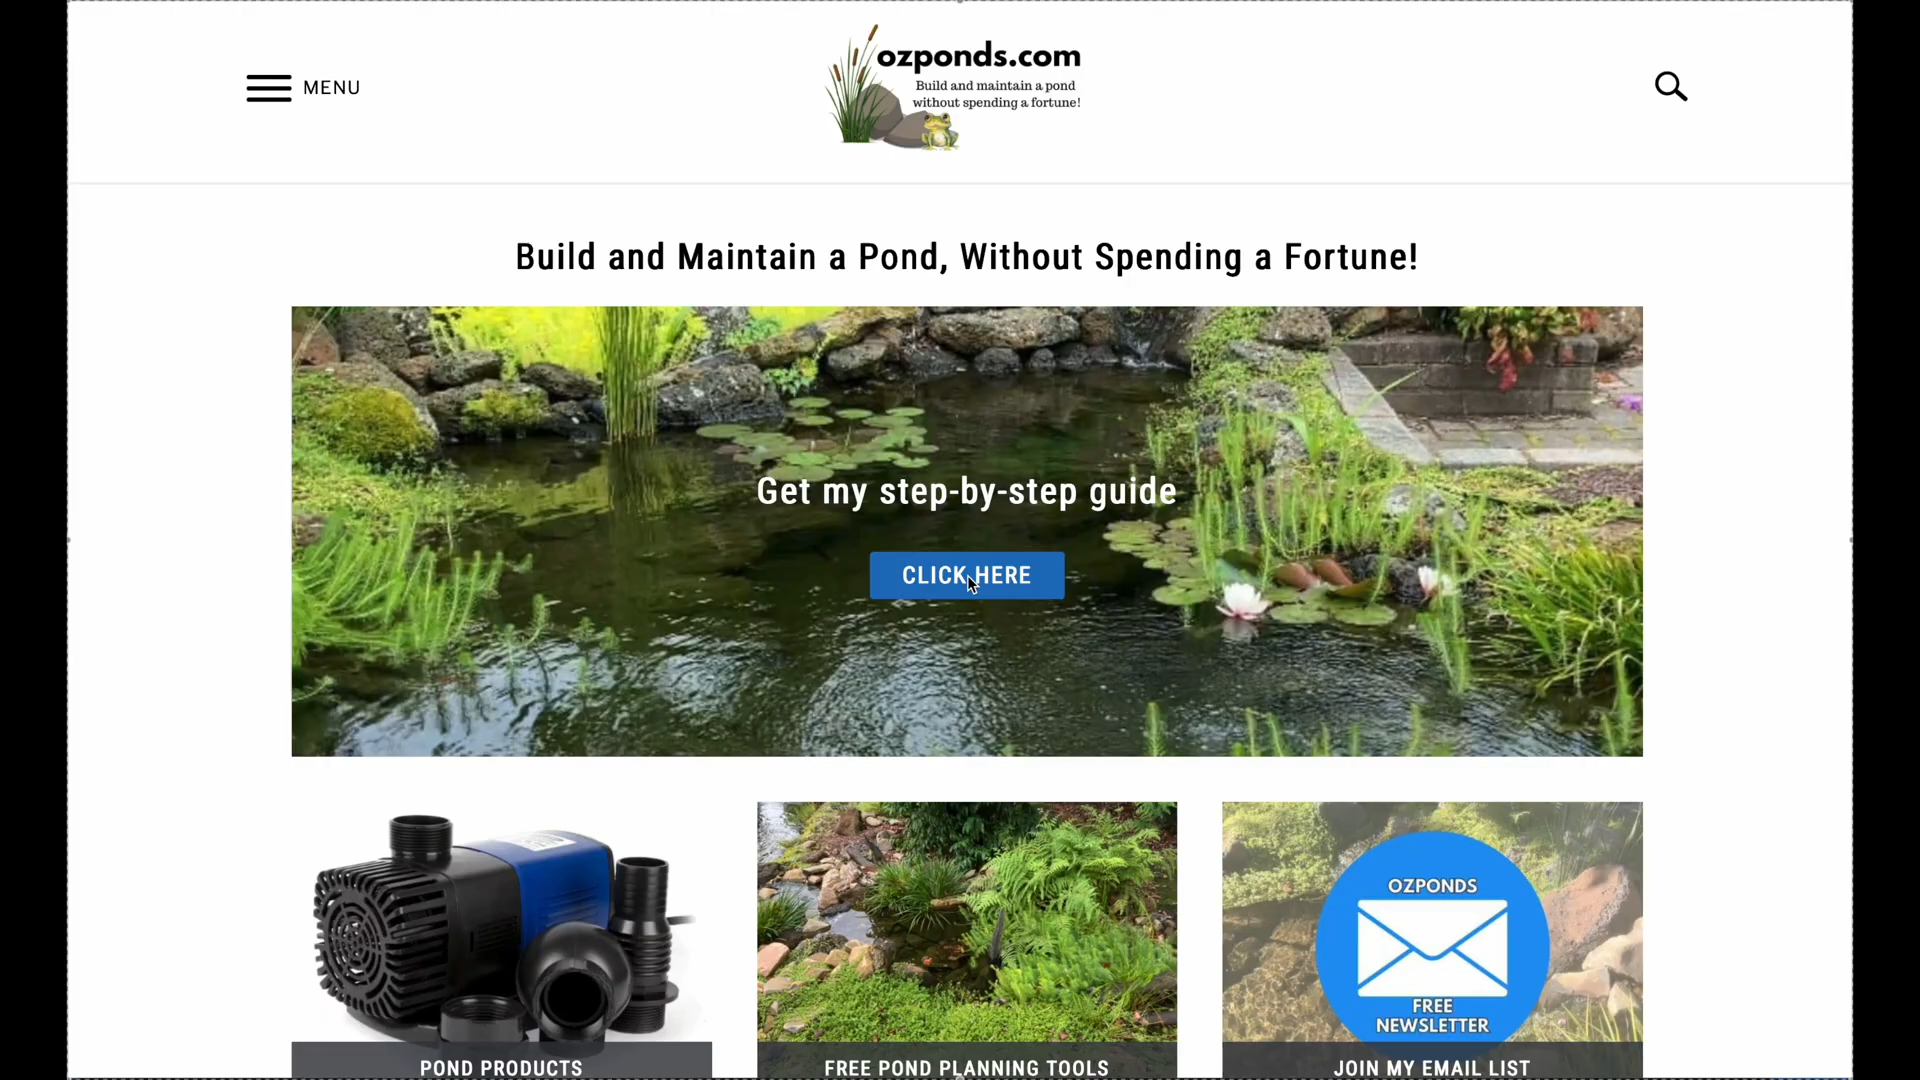 MENU
ozponds.com
Build and maintain a pond
without spending a fortune!
Build and Maintain a Pond, Without Spending a Fortune!
Get my step-by-step guide
CLICK HERE
OZPONDS
FREE
NEWSLETTER
POND PRODUCTS
FREE POND PLANNING TOOLS
JOIN MY EMAIL LIST